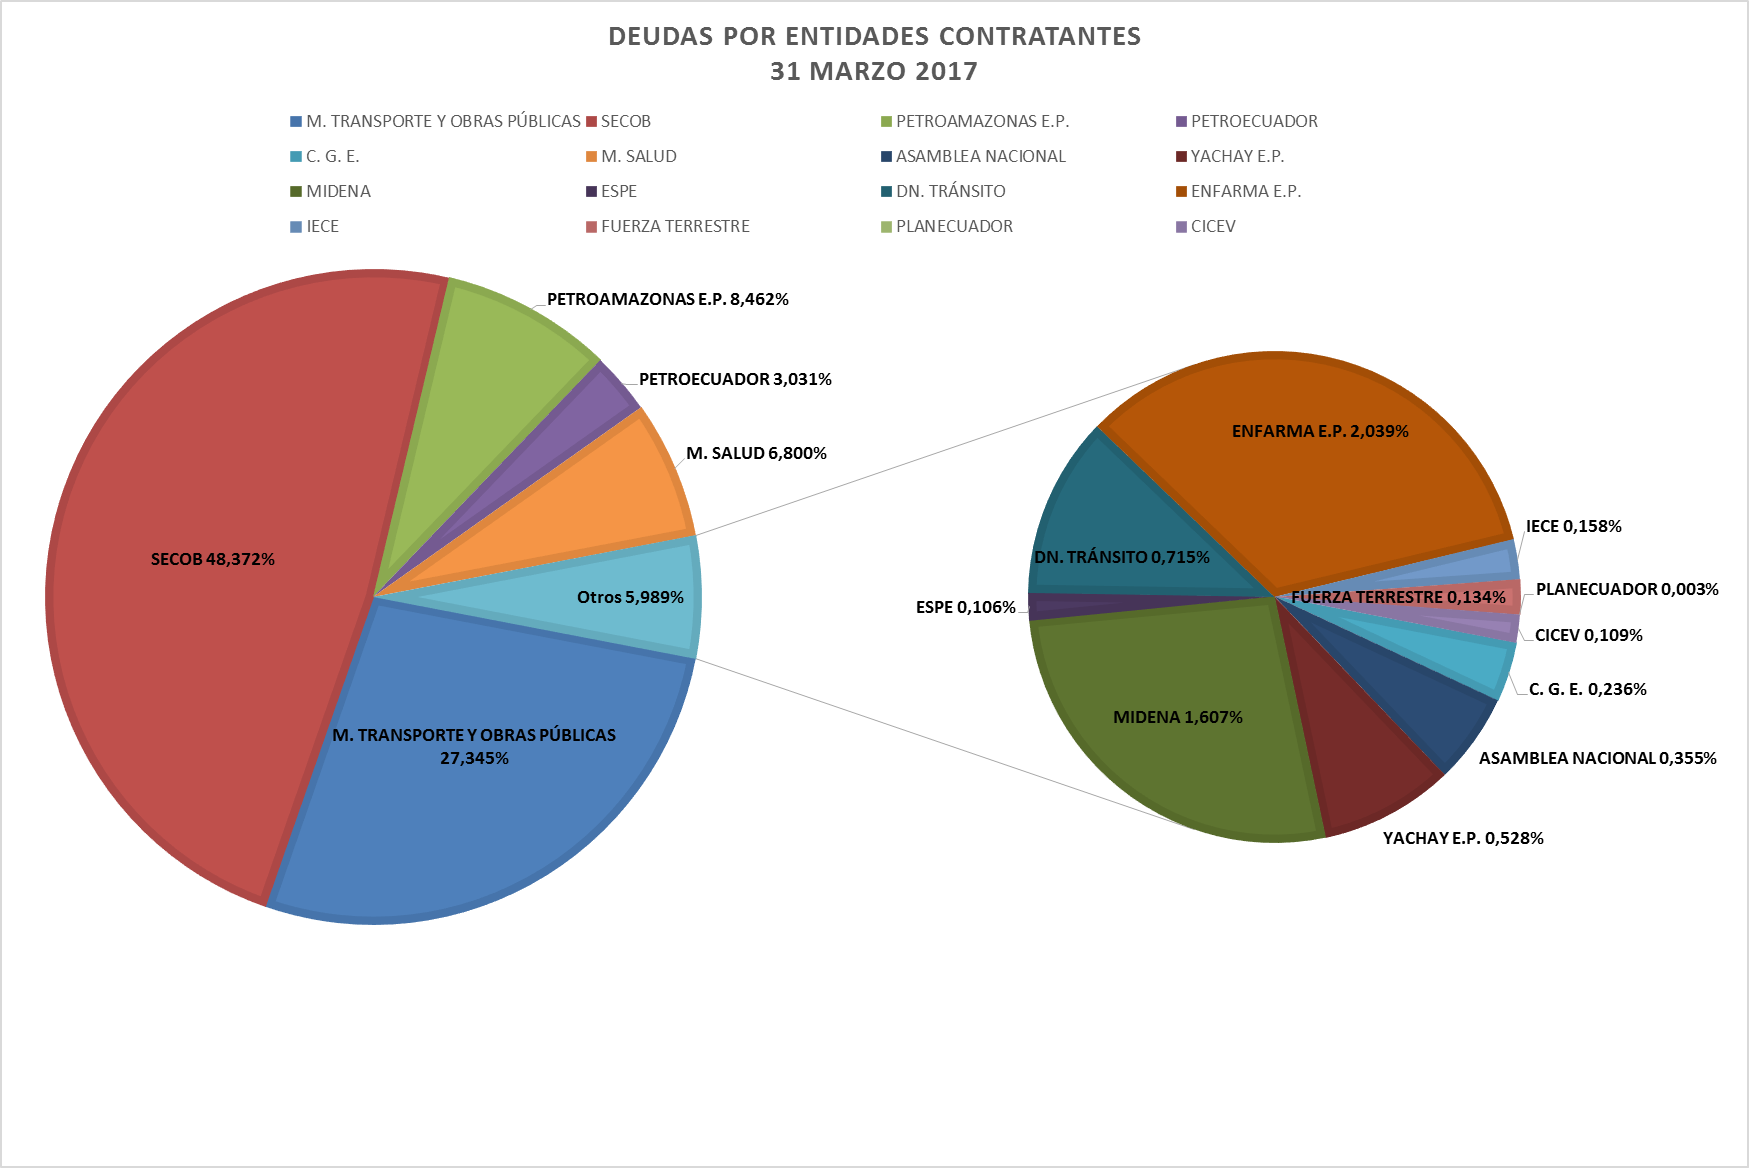 DEUDAS POR ENTIDADES CONTRATANTES
31 MARZO 2017
M. TRANSPORTE Y OBRAS PÚBLICAS SECOB PETROAMAZONAS E.P. PETROECUADOR
C. G. E. M. SALUD ASAMBLEA NACIONAL YACHAY E.P.
MIDENA ESPE DN. TRÁNSITO ENFARMA E.P.
IECE FUERZA TERRESTRE PLANECUADOR CICEV
PETROAMAZONAS E.P. 8,462%
PETROECUADOR 3,031%
M. SALUD 6,800%
SECOB 48,372%
Otros 5,989%
M. TRANSPORTE Y OBRAS PÚBLICAS
27,345%
ENFARMA E.P. 2,039%
IECE 0,158%
DN. TRÁNSITO 0,715%
PLANECUADOR 0,003%
FUERZA TERRESTRE 0,134%
ESPE 0,106%
CICEV 0,109%
C. G. E. 0,236%
MIDENA 1,607%
ASAMBLEA NACIONAL 0,355%
YACHAY E.P. 0,528%